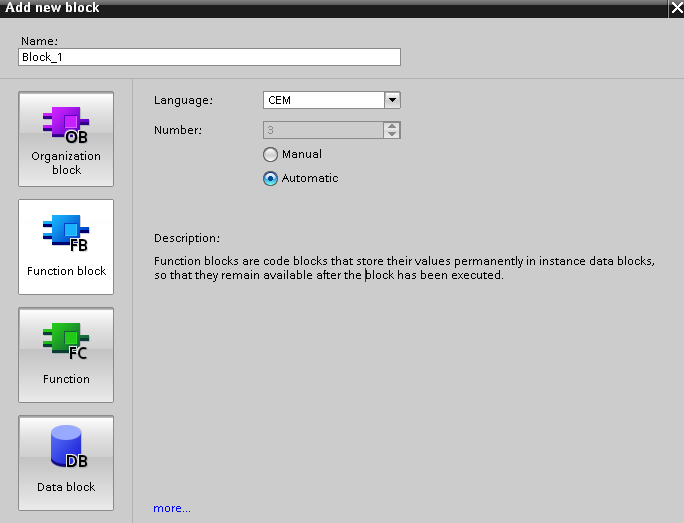 Add new block
Name:
Block_1
OB
Organization
block
FB
Function block
FC
Function
DB
Data block
Language:
CEM
Number:
3
Manual
Automatic
Description:
Function blocks are code blocks that store their values permanently in instance data blocks,
so that they remain available after the block has been executed.
more...